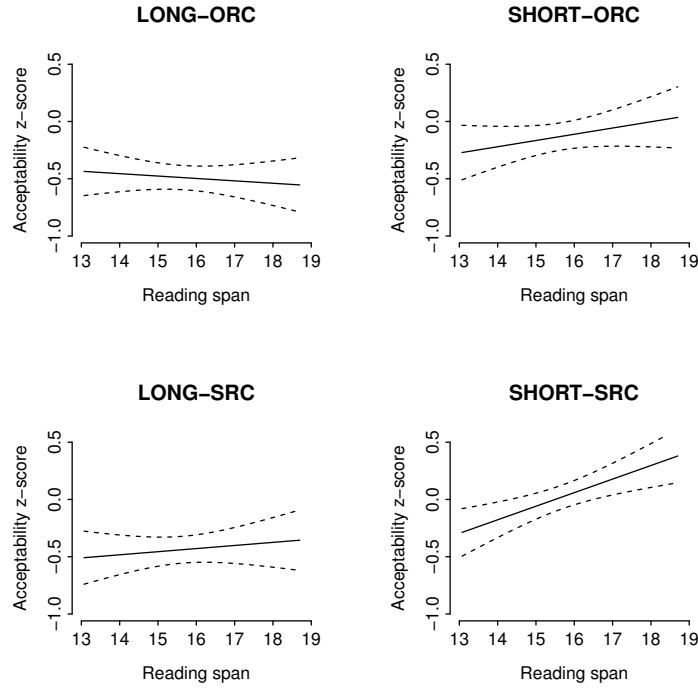 LONG−ORC
Acceptability z−score
0.5
0.0
−0.5
−1.0
13 14 15 16 17 18 19
Reading span
SHORT−ORC
Acceptability z−score
0.5
0.0
−0.5
−1.0
13 14 15 16 17 18 19
Reading span
LONG−SRC
Acceptability z−score
0.5
0.0
−0.5
−1.0
13 14 15 16 17 18 19
Reading span
SHORT−SRC
Acceptability z−score
0.5
0.0
−0.5
−1.0
13 14 15 16 17 18 19
Reading span